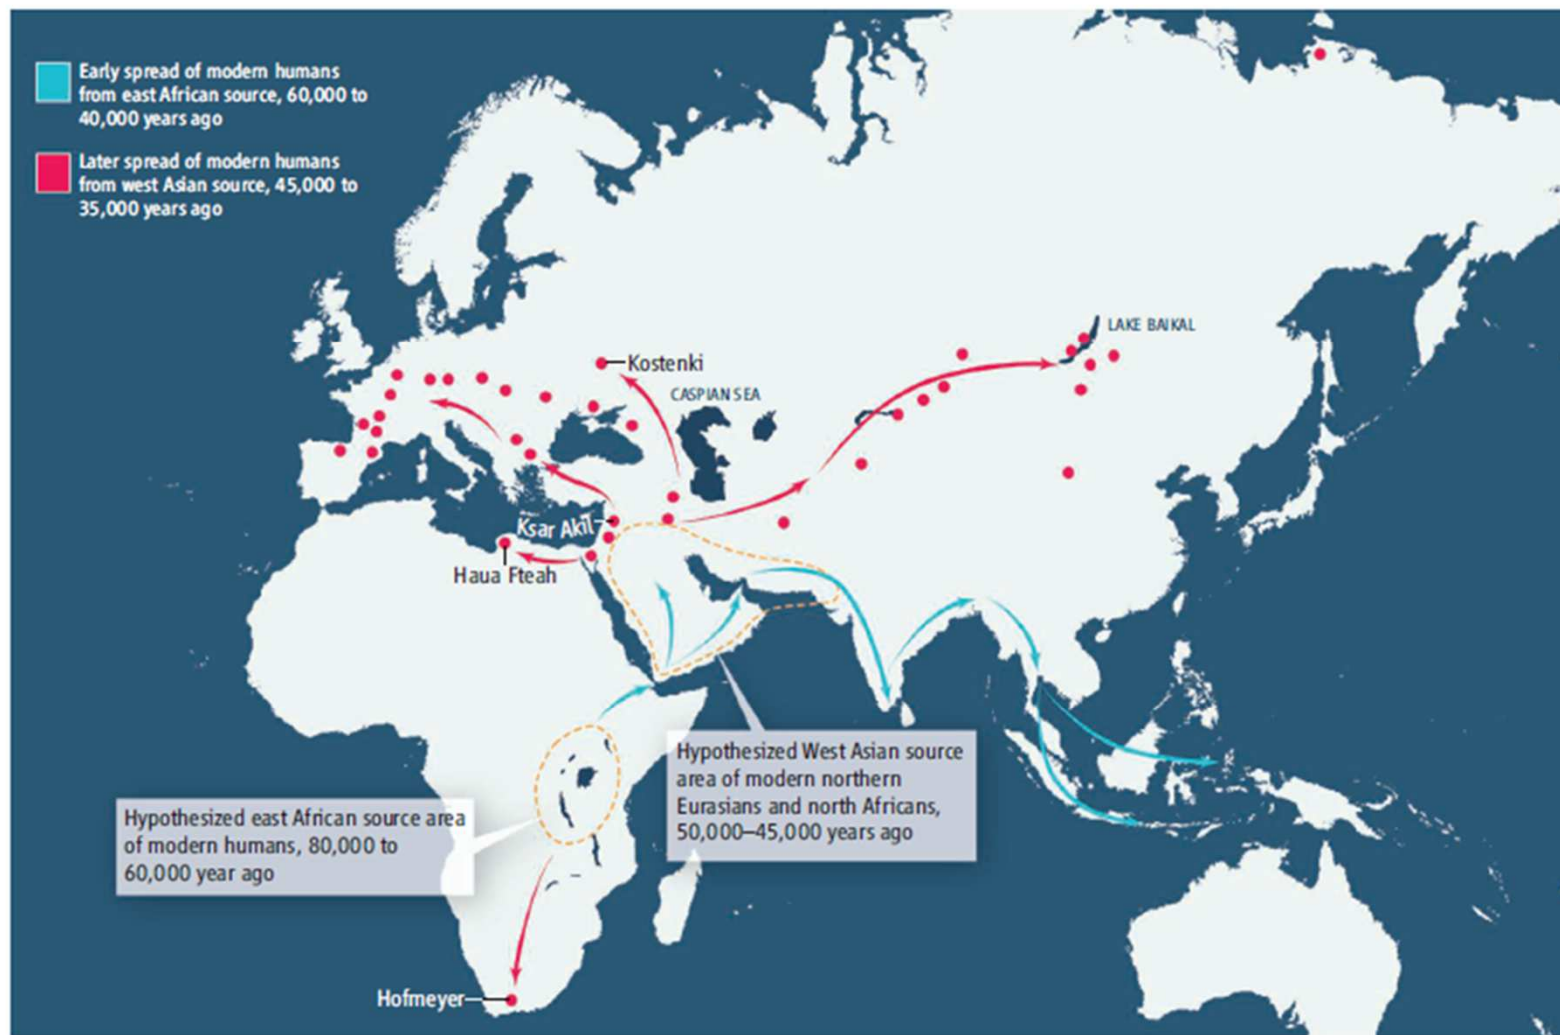 Early spread of modern humans
from east African source, 60,000 to
40,000 years ago
Later spread of modern humans
from west Asian source, 45,000 to
35,000 years ago
LAKE BAIKAL
Kostenki
CASPIAN SEA
Ksar Akil
Haua Fteah
Hypothesized West Asian source
area of modern northern
Eurasians and north Africans,
50,000–45,000 years ago
Hypothesized east African source area
of modern humans, 80,000 to
60,000 year ago
Hofmeyer